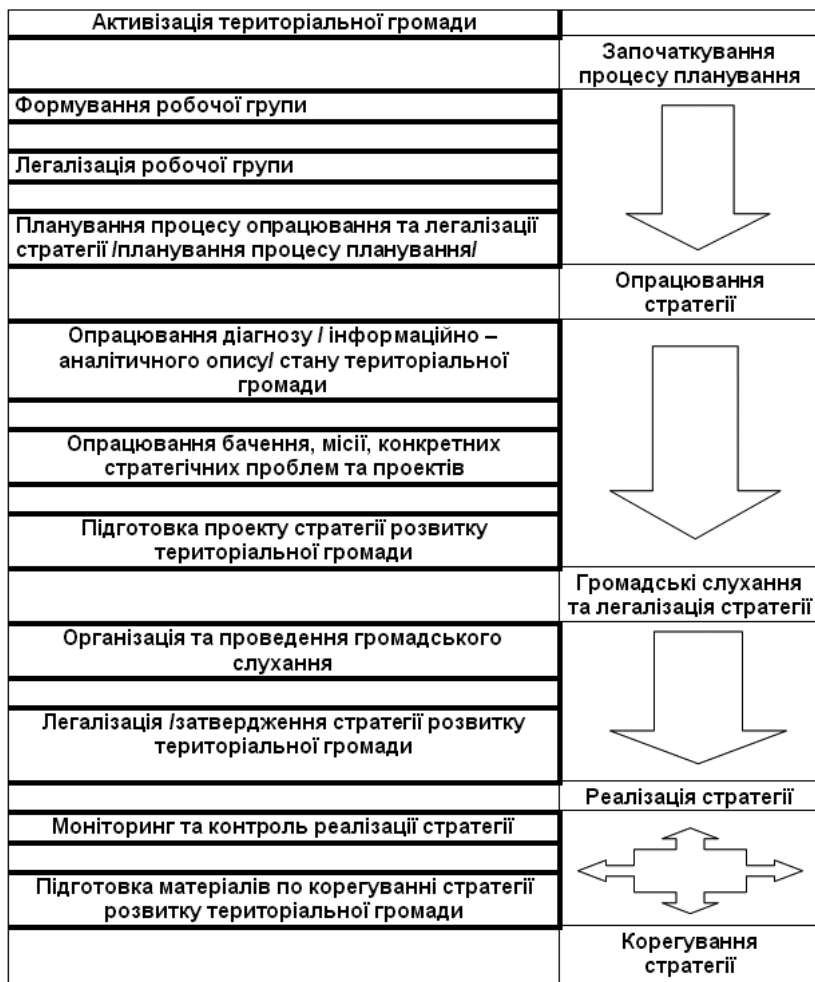 Активізація територіальної громади
Започаткування
процесу планування
Формування робочої групи
Легалізація робочої групи
Планування процесу опрацювання та легалізації
стратегії /планування процесу планування/
Опрацювання
стратегії
Опрацювання діагнозу / інформаційно –
аналітичного опису/ стану територіальної
громади
Опрацювання бачення, місії, конкретних
стратегічних проблем та проектів
Підготовка проекту стратегії розвитку
територіальної громади
Громадські слухання
та легалізація стратегії
Організація та проведення громадського
слухання
Легалізація /затвердження стратегії розвитку
територіальної громади
Реалізація стратегії
Моніторинг та контроль реалізації стратегії
Підготовка матеріалів по корегуванні стратегії
розвитку територіальної громади
Корегування
стратегії